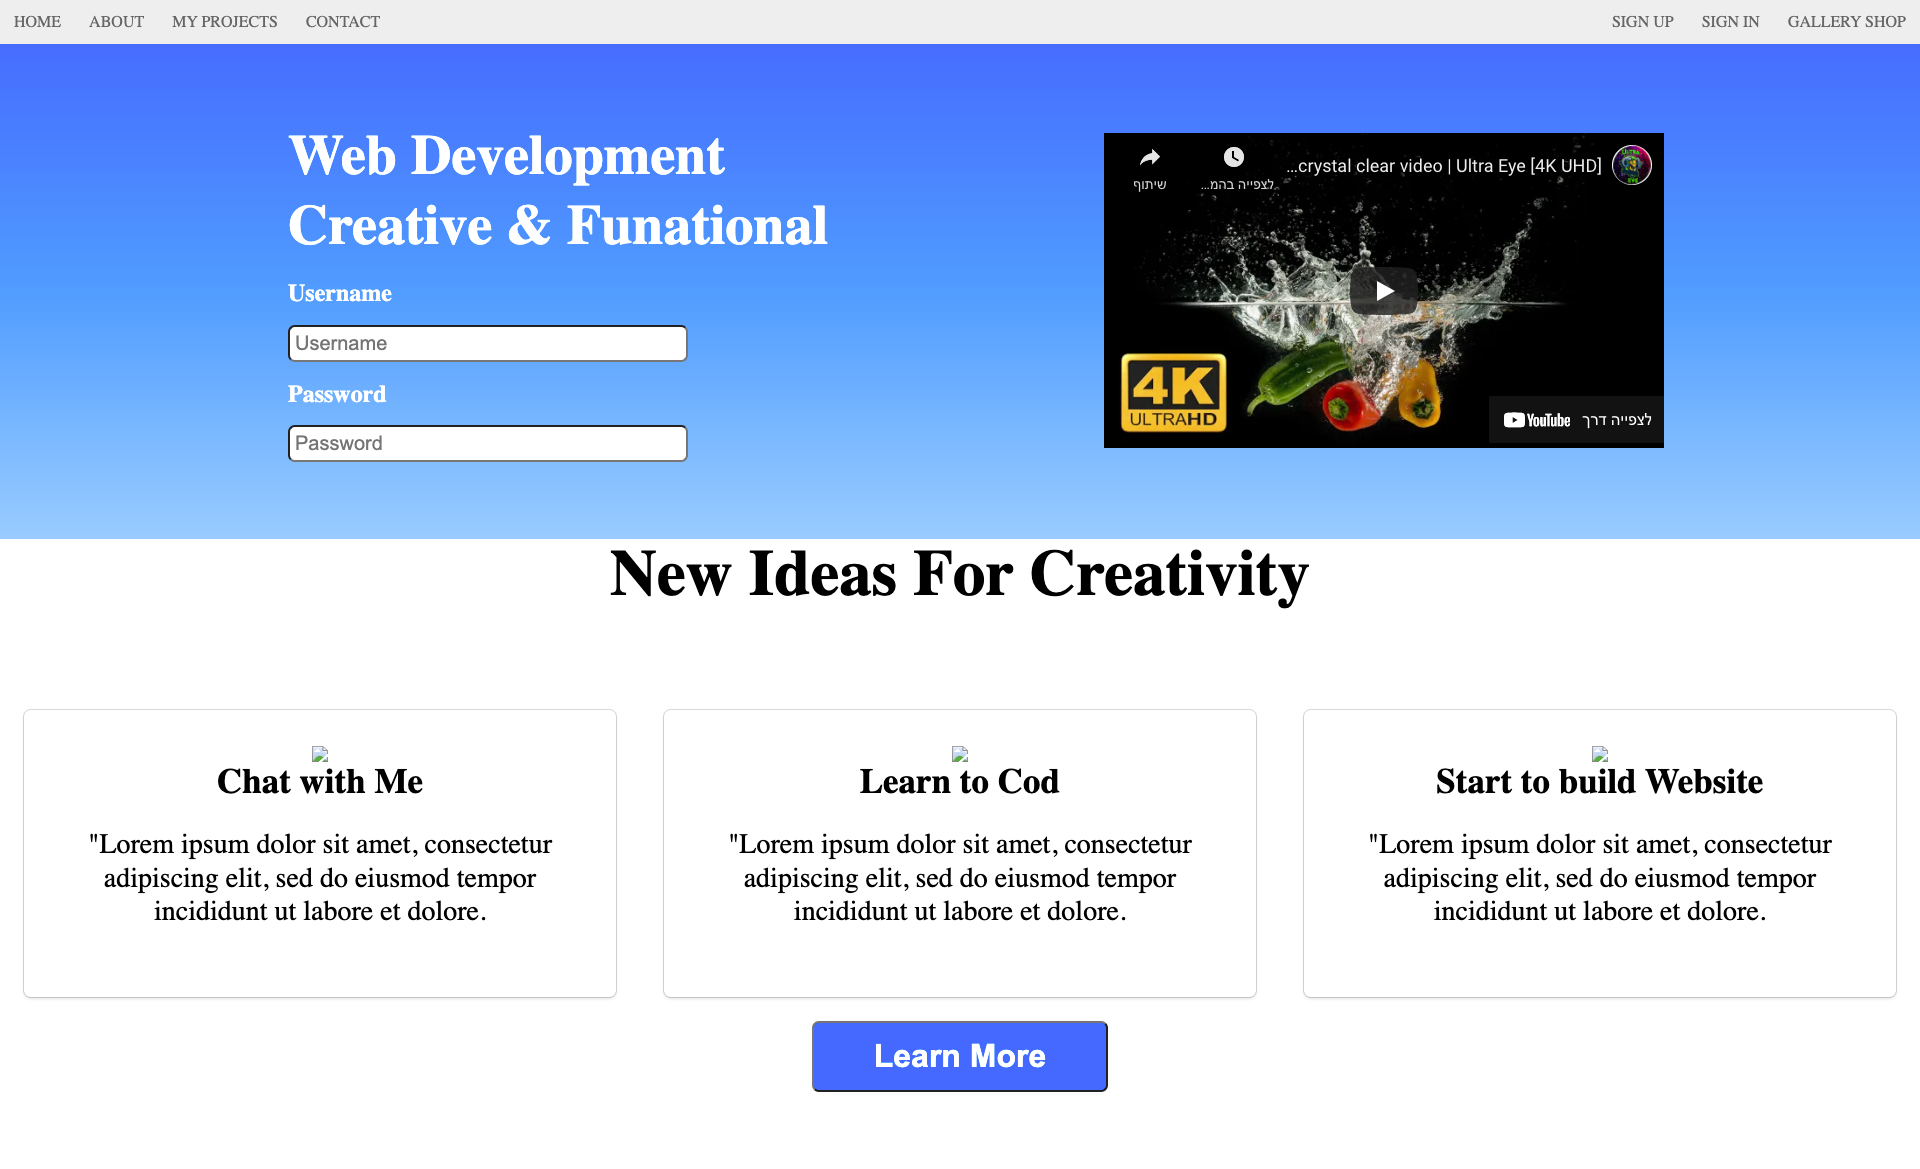 HOME ABOUT MY PROJECTS CONTACT SIGN UP SIGN IN GALLERY SHOP
Web Development
Creative & Funational
Username
Username
Password
Password
שיתוף
לצפייה בהמ...
...crystal clear video | Ultra Eye [4K UHD]
4K
ULTRAHD
לצפייה דרך YouTube
New Ideas For Creativity
Chat with Me
"Lorem ipsum dolor sit amet, consectetur
adipiscing elit, sed do eiusmod tempor
incididunt ut labore et dolore.
Learn to Cod
"Lorem ipsum dolor sit amet, consectetur
adipiscing elit, sed do eiusmod tempor
incididunt ut labore et dolore.
Start to build Website
"Lorem ipsum dolor sit amet, consectetur
adipiscing elit, sed do eiusmod tempor
incididunt ut labore et dolore.
Learn More